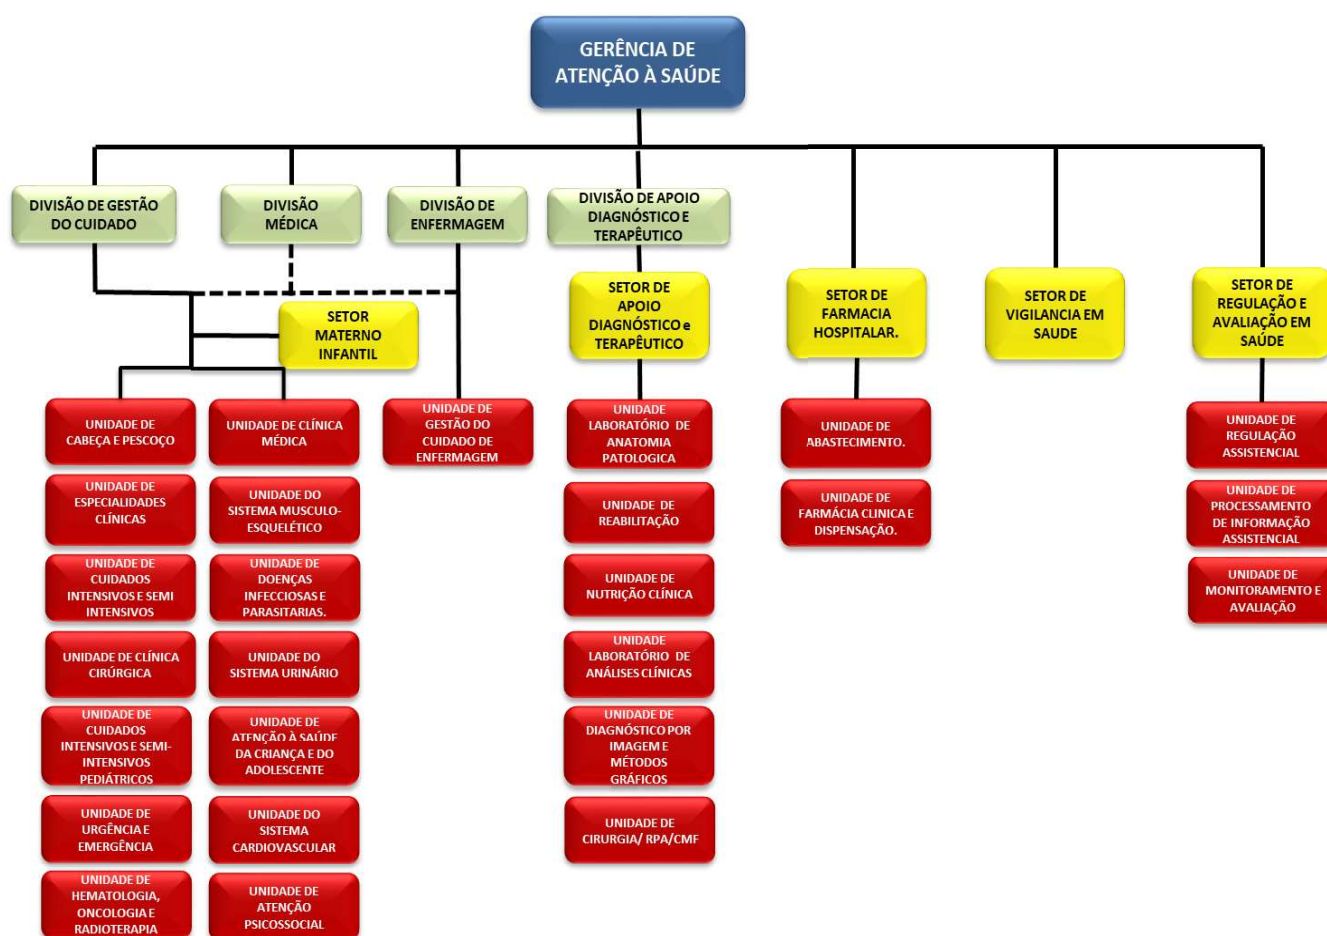 GERÊNCIA DE
ATENÇÃO À SAÚDE
DIVISÃO DE GESTÃO
DO CUIDADO
DIVISÃO
MÉDICA
DIVISÃO DE
ENFERMAGEM
DIVISÃO DE APOIO
DIAGNÓSTICO E
TERAPÊUTICO
SETOR
MATERNO
INFANTIL
SETOR DE
APOIO
DIAGNÓSTICO e
TERAPÊUTICO
SETOR DE
FARMACIA
HOSPITALAR.
SETOR DE
VIGILANCIA EM
SAUDE
SETOR DE
REGULAÇÃO E
AVALIAÇÃO EM
SAÚDE
UNIDADE DE
CABEÇA E PESCOÇO
UNIDADE DE
ESPECIALIDADES
CLÍNICAS
UNIDADE DE
CUIDADOS
INTENSIVOS E SEMI
INTENSIVOS
UNIDADE DE CLÍNICA
CIRÚRGICA
UNIDADE DE
CUIDADOS
INTENSIVOS E SEMI-
INTENSIVOS
PEDIÁTRICOS
UNIDADE DE
URGÊNCIA E
EMERGÊNCIA
UNIDADE DE
HEMATOLOGIA,
ONCOLOGIA E
RADIOTERAPIA
UNIDADE DE CLÍNICA
MÉDICA
UNIDADE DO
SISTEMA MUSCULO-
ESQUELÉTICO
UNIDADE DE
DOENÇAS
INFECCIOSAS E
PARASITARIAS.
UNIDADE DO
SISTEMA URINÁRIO
UNIDADE DE
ATENÇÃO À SAÚDE
DA CRIANÇA E DO
ADOLESCENTE
UNIDADE DO
SISTEMA
CARDIOVASCULAR
UNIDADE DE
ATENÇÃO
PSICOSSOCIAL
UNIDADE DE
GESTÃO DO
CUIDADO DE
ENFERMAGEM
UNIDADE
LABORATÓRIO DE
ANATOMIA
PATOLOGICA
UNIDADE DE
REABILITAÇÃO
UNIDADE DE
NUTRIÇÃO CLÍNICA
UNIDADE
LABORATÓRIO DE
ANÁLISES CLÍNICAS
UNIDADE DE
DIAGNÓSTICO POR
IMAGEM E
MÉTODOS
GRÁFICOS
UNIDADE DE
CIRURGIA/ RPA/CMF
UNIDADE DE
ABASTECIMENTO.
UNIDADE DE
FARMÁCIA CLINICA E
DISPENSAÇÃO.
UNIDADE DE
REGULAÇÃO
ASSISTENCIAL
UNIDADE DE
PROCESSAMENTO
DE INFORMAÇÃO
ASSISTENCIAL
UNIDADE DE
MONITORAMENTO E
AVALIAÇÃO